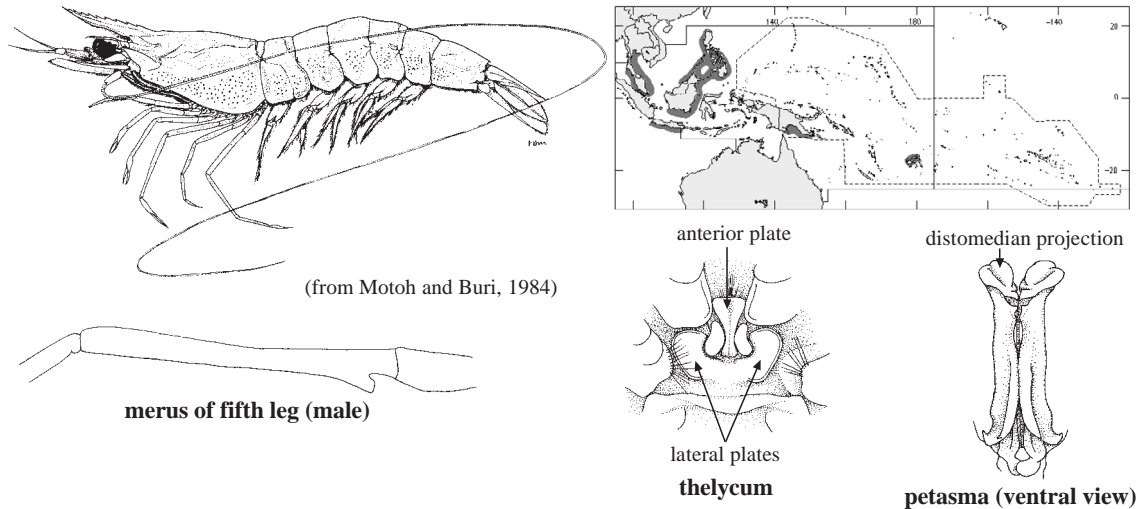 (from Motoh and Buri, 1984)
merus of fifth leg (male)
140 180 -140
20
0
-20
anterior plate
lateral plates
thelycum
distomedian projection
petasma (ventral view)